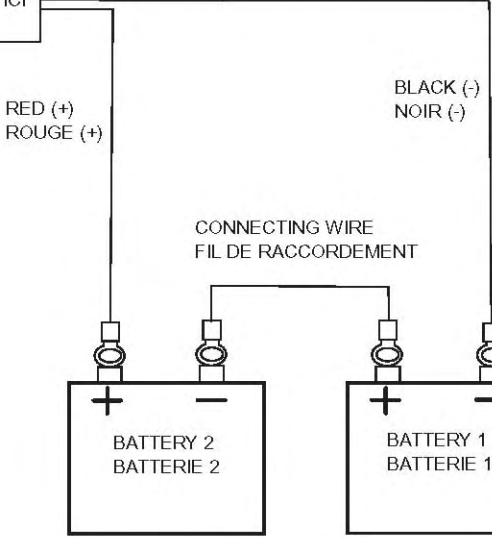 ICI
RED (+)
ROUGE (+)
BLACK (-)
NOIR (-)
CONNECTING WIRE
FIL DE RACCORDEMENT
+
−
+
−
BATTERY 2
BATTERIE 2
BATTERY 1
BATTERIE 1